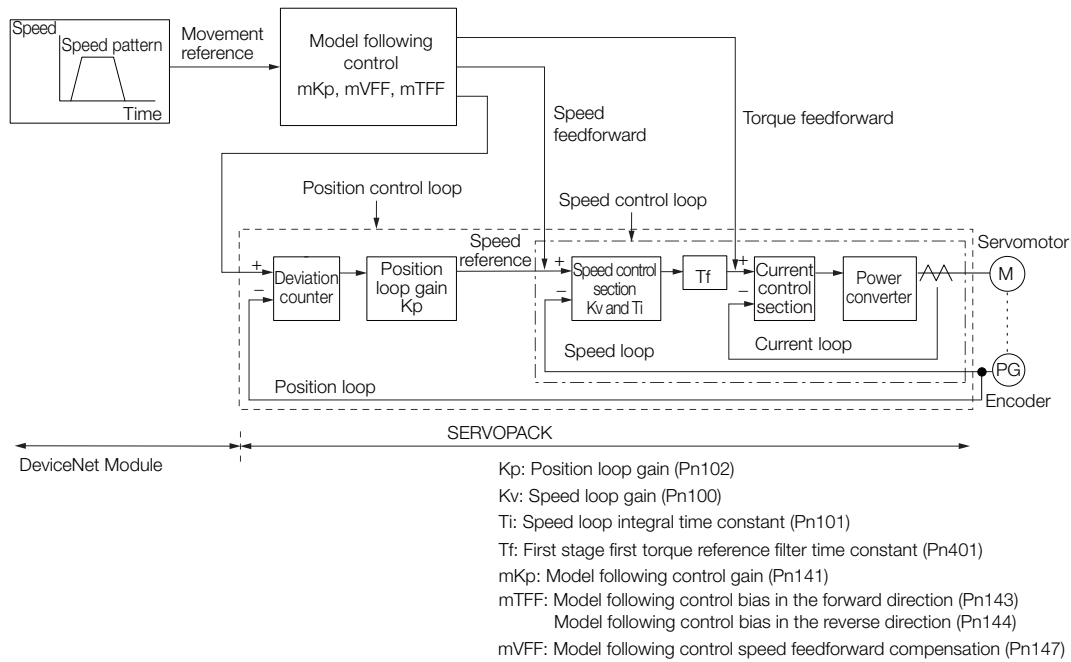 Speed
Speed pattern
Time
Movement
reference
Model following
control
mKp, mVFF, mTFF
Speed
feedforward
Torque feedforward
Position control loop
Speed control loop
Speed
reference
Servomotor
+
−
Deviation
counter
Position
loop gain
Kp
+
−
Speed control
section
Kv and Ti
Tf
+
−
Current
control
section
Power
converter
M
Speed loop
Current loop
Position loop
PG
Encoder
SERVOPACK
DeviceNet Module
Kp: Position loop gain (Pn102)
Kv: Speed loop gain (Pn100)
Ti: Speed loop integral time constant (Pn101)
Tf: First stage first torque reference filter time constant (Pn401)
mKp: Model following control gain (Pn141)
mTFF: Model following control bias in the forward direction (Pn143)
Model following control bias in the reverse direction (Pn144)
mVFF: Model following control speed feedforward compensation (Pn147)